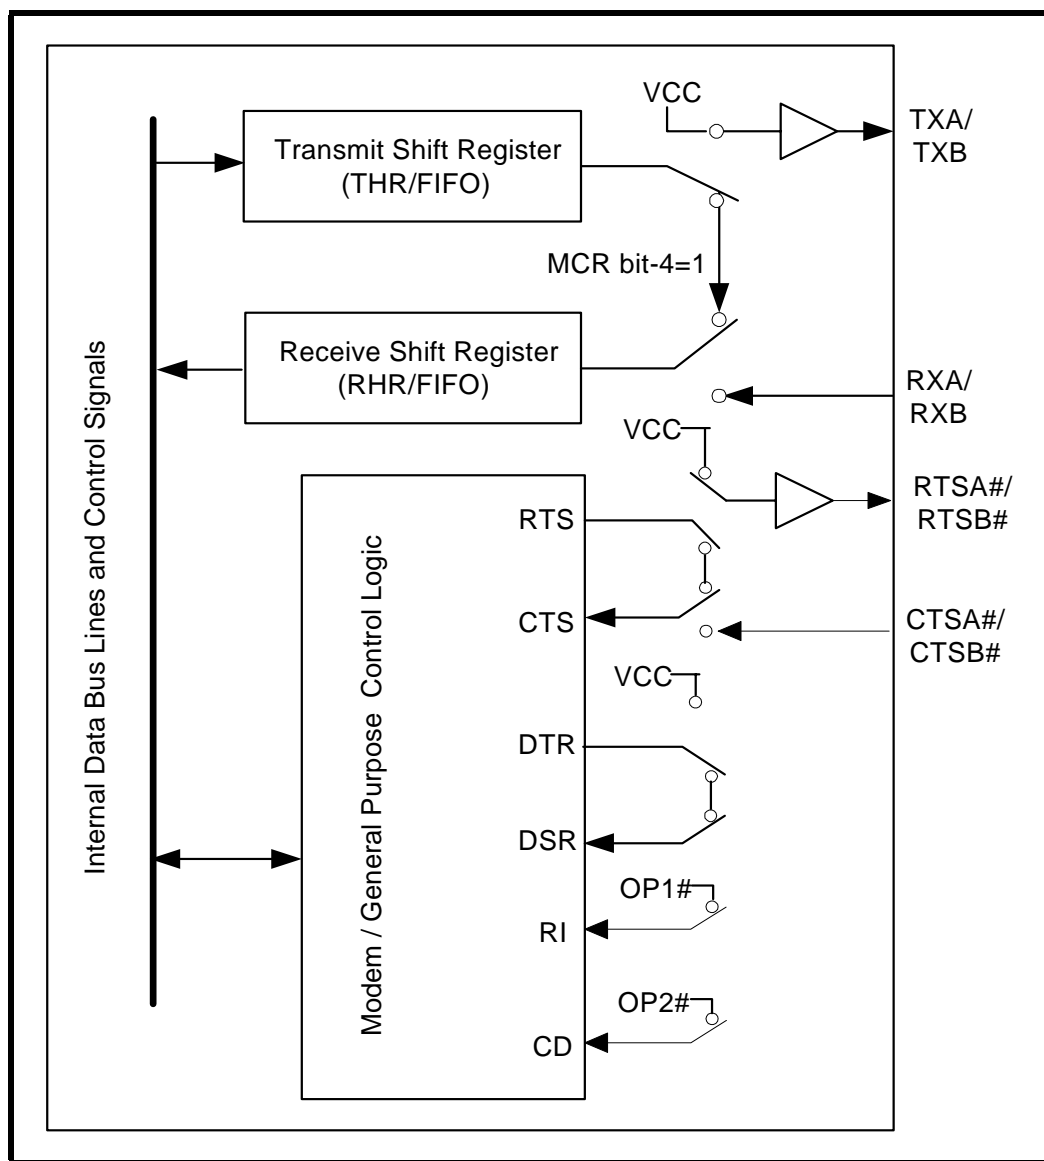 VCC
TXA/
TXB
Transmit Shift Register
(THR/FIFO)
MCR bit-4=1
Receive Shift Register
(RHR/FIFO)
RXA/
RXB
VCC
RTSA#/
RTSB#
RTS
CTS
CTSA#/
CTSB#
VCC
DTR
DSR
OP1#
RI
OP2#
CD
Internal Data Bus Lines and Control Signals
Modem / General Purpose Control Logic